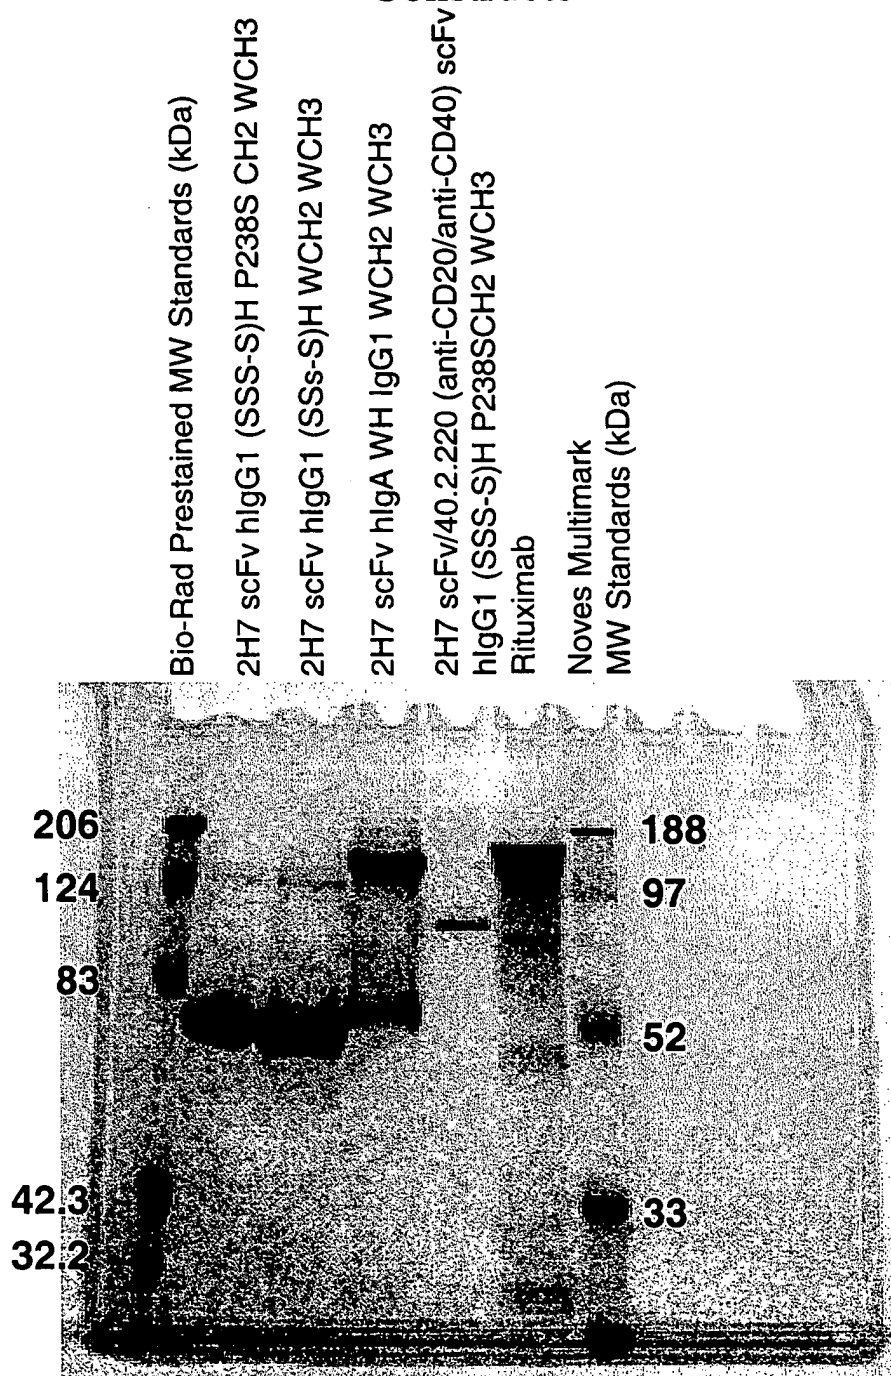 Bio-Rad Prestained MW Standards (kDa)
2H7 scFv hIgG1 (SSS-S)H P238S CH2 WCH3
2H7 scFv hIgG1 (SSs-S)H WCH2 WCH3
2H7 scFv hIgA WH IgG1 WCH2 WCH3
2H7 scFv/40.2.220 (anti-CD20/anti-CD40) scFv
hIgG1 (SSS-S)H P238SCH2 WCH3
Rituximab
Noves Multimark
MW Standards (kDa)
206
124
83
42.3
32.2
188
97
52
33